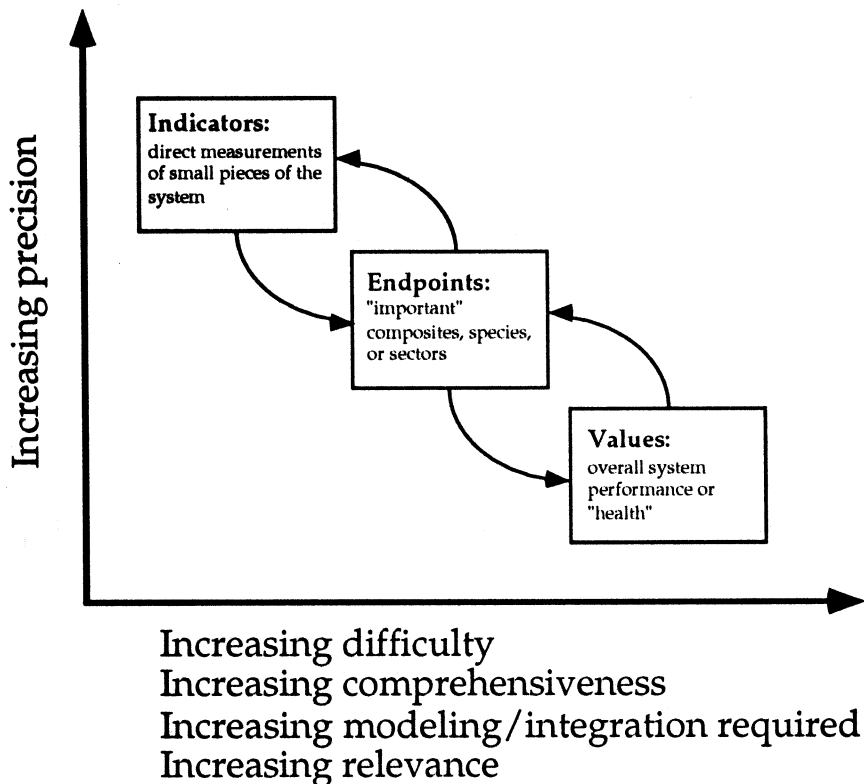 Increasing precision
Indicators:
direct measurements
of small pieces of the
system
Endpoints:
"important"
composites, species,
or sectors
Values:
overall system
performance or
"health"
Increasing difficulty
Increasing comprehensiveness
Increasing modeling/integration required
Increasing relevance